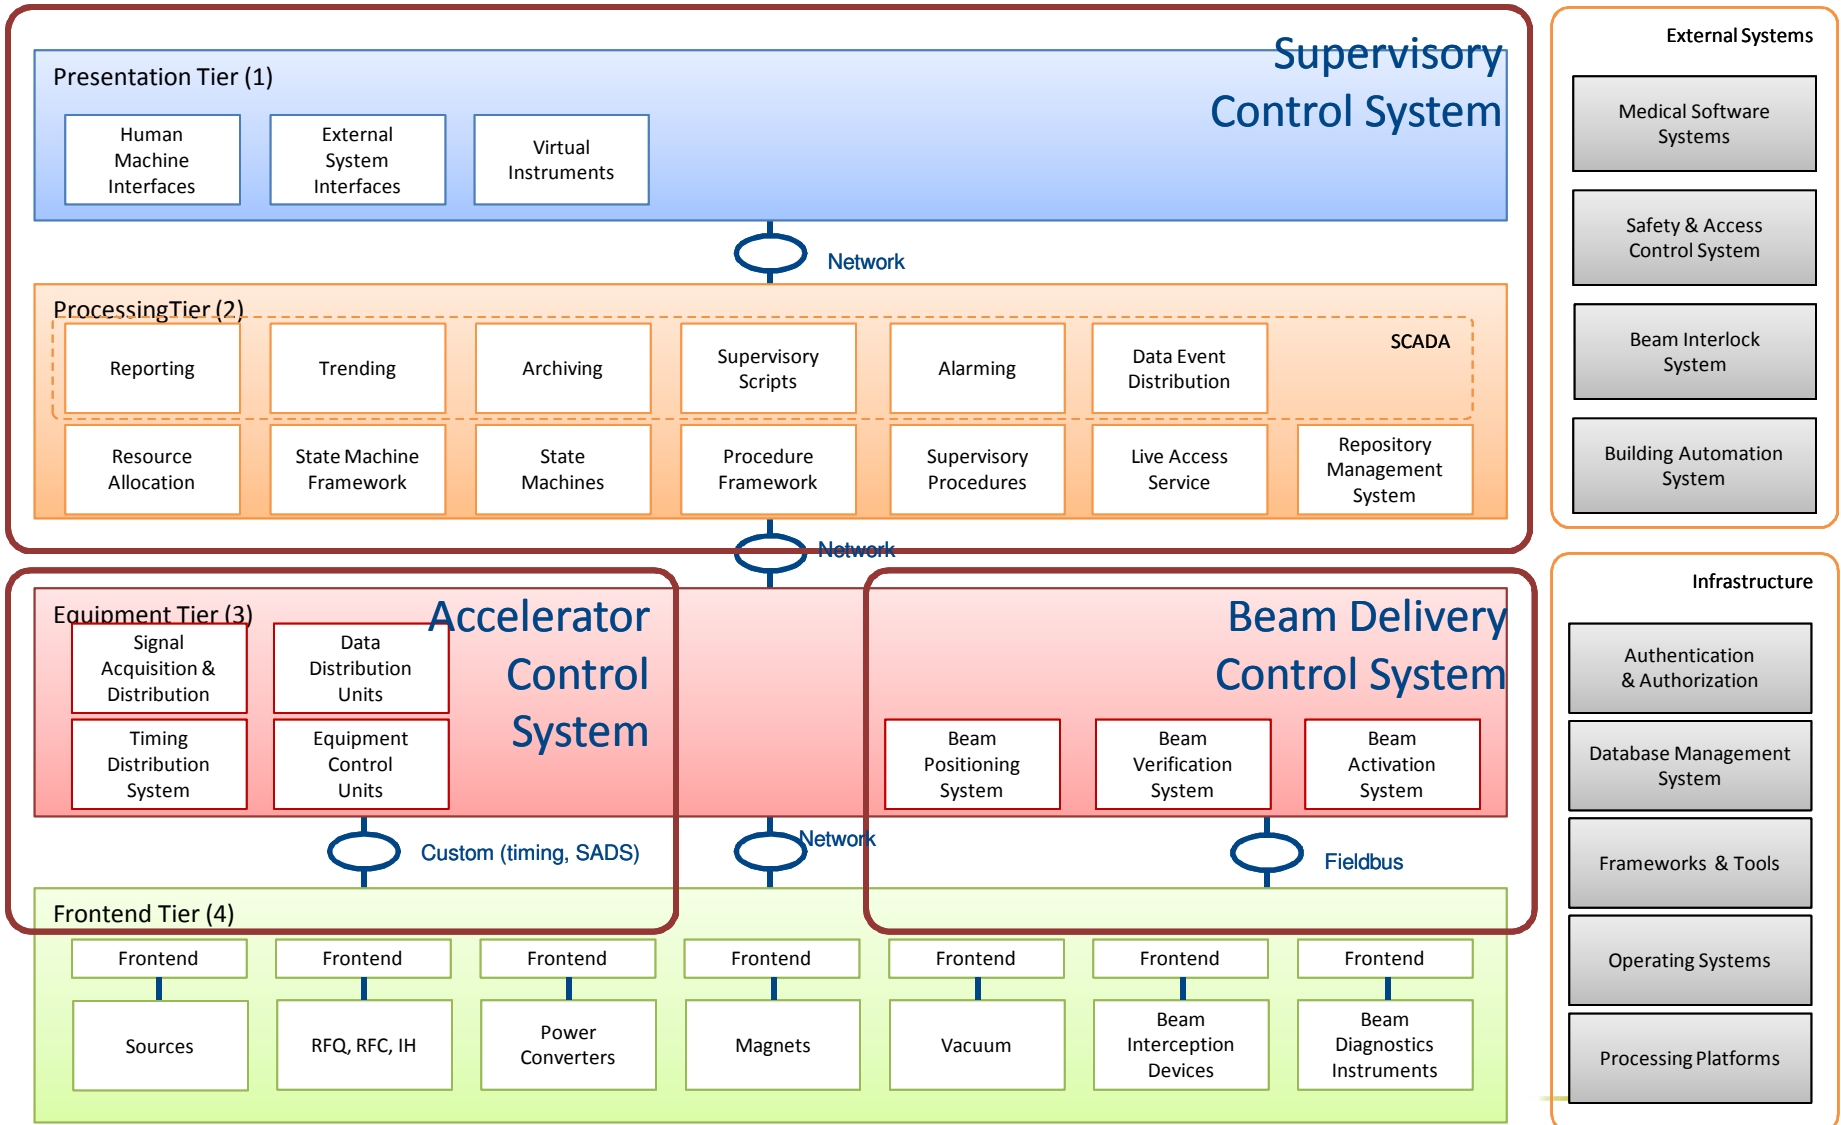 Supervisory
Control System
Presentation Tier (1)
Human
Machine
Interfaces
External
System
Interfaces
Virtual
Instruments
Network
ProcessingTier (2)
SCADA
Reporting
Trending
Archiving
Supervisory
Scripts
Alarming
Data Event
Distribution
Resource
Allocation
State Machine
Framework
State
Machines
Procedure
Framework
Supervisory
Procedures
Live Access
Service
Repository
Management
System
Network
Equipment Tier (3)
Accelerator
Control
System
Signal
Acquisition &
Distribution
Data
Distribution
Units
Timing
Distribution
System
Equipment
Control
Units
Beam Delivery
Control System
Beam
Positioning
System
Beam
Verification
System
Beam
Activation
System
Custom (timing, SADS)
Network
Fieldbus
Frontend Tier (4)
Frontend
Frontend
Frontend
Frontend
Frontend
Frontend
Frontend
Sources
RFQ, RFC, IH
Power
Converters
Magnets
Vacuum
Beam
Interception
Devices
Beam
Diagnostics
Instruments
External Systems
Medical Software
Systems
Safety & Access
Control System
Beam Interlock
System
Building Automation
System
Infrastructure
Authentication
& Authorization
Database Management
System
Frameworks & Tools
Operating Systems
Processing Platforms